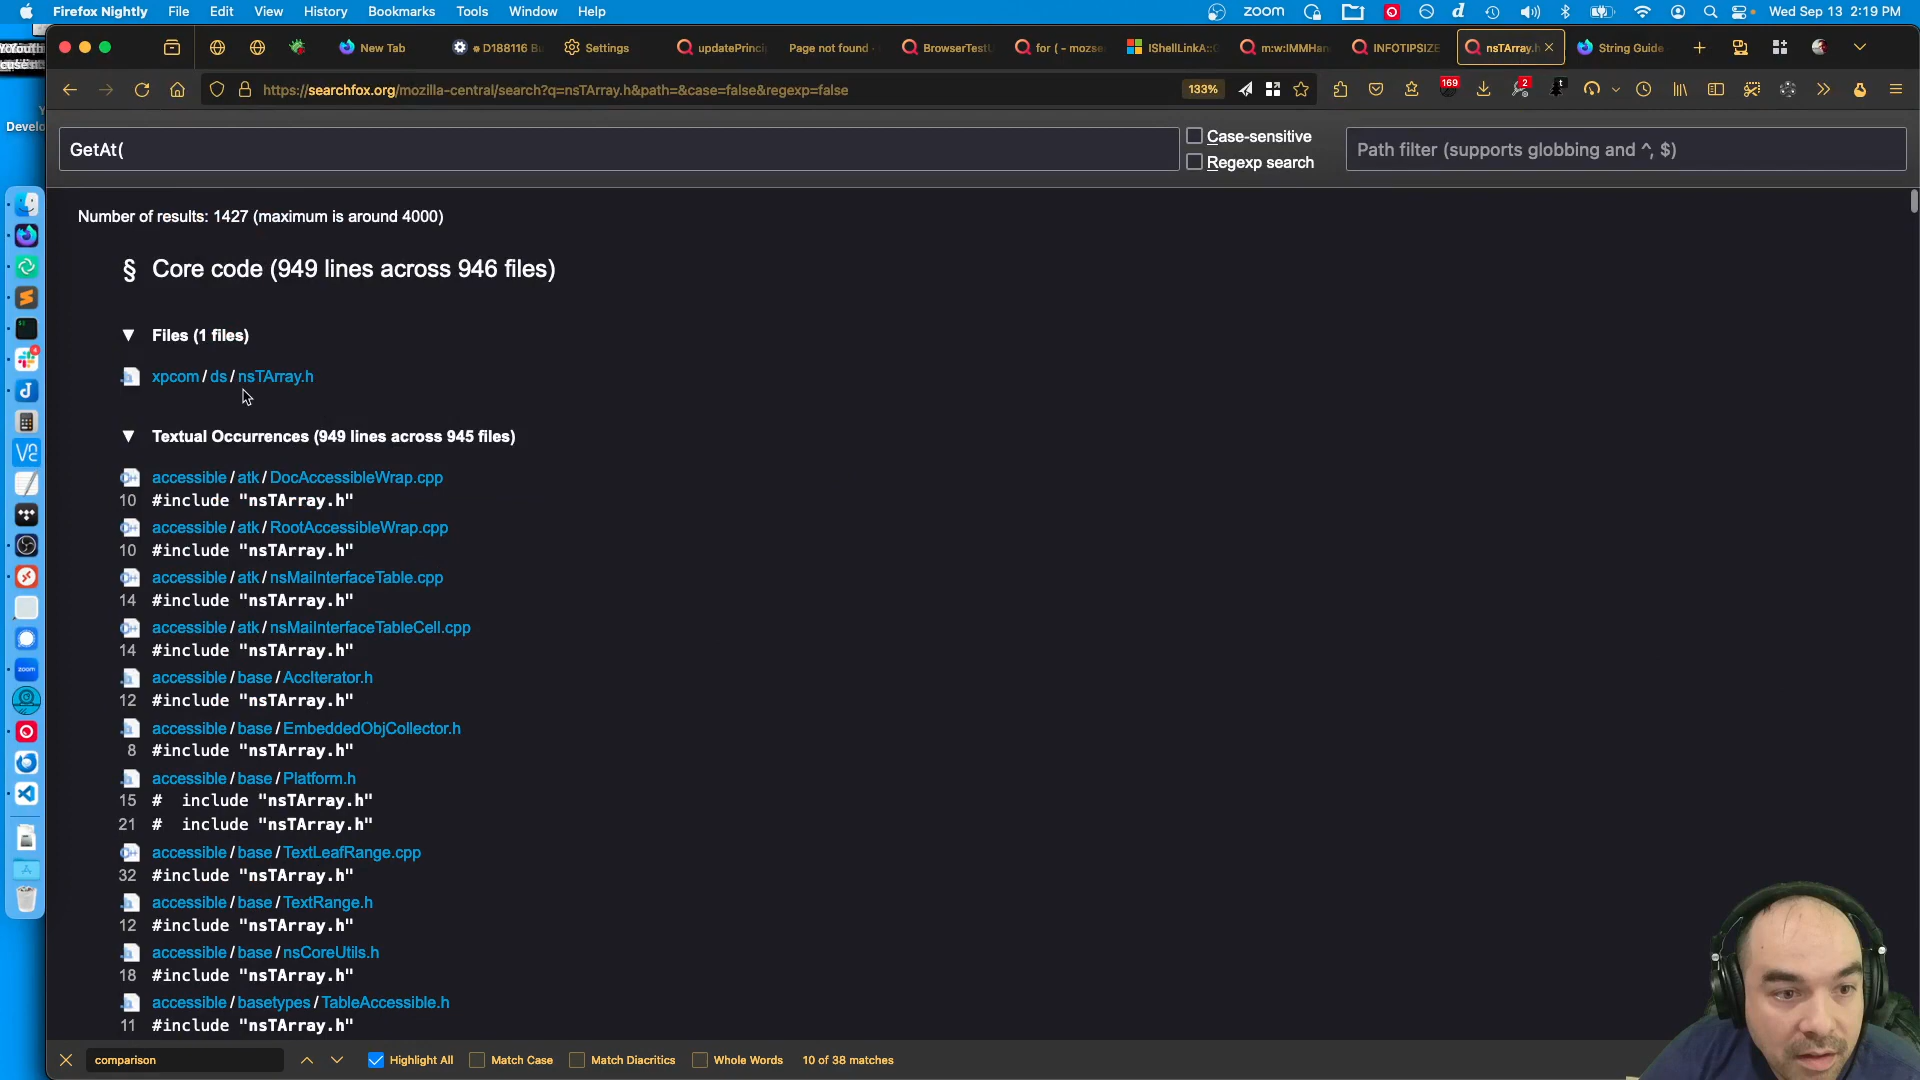 Firefox Nightly File Edit View History Bookmarks Tools Window Help zoom Wed Sep 13 2:19 PM
New Tab D188116 Bu Settings updatePrinci Page not found BrowserTestU for ( – mozse IShellLinkA::G m:w:IMMHan INFOTIPSIZE nsTArray.h String Guide
https://searchfox.org/mozilla-central/search?q=nsTArray.h&path=&case=false&regexp=false 133% 169 2
GetAt(
Case-sensitive
Regexp search
Path filter (supports globbing and ^, $)
Number of results: 1427 (maximum is around 4000)
§ Core code (949 lines across 946 files)
▼ Files (1 files)
xpcom / ds / nsTArray.h
▼ Textual Occurrences (949 lines across 945 files)
accessible / atk / DocAccessibleWrap.cpp
10 #include "nsTArray.h"
accessible / atk / RootAccessibleWrap.cpp
10 #include "nsTArray.h"
accessible / atk / nsMaiInterfaceTable.cpp
14 #include "nsTArray.h"
accessible / atk / nsMaiInterfaceTableCell.cpp
14 #include "nsTArray.h"
accessible / base / AccIterator.h
12 #include "nsTArray.h"
accessible / base / EmbeddedObjCollector.h
8 #include "nsTArray.h"
accessible / base / Platform.h
15 # include "nsTArray.h"
21 # include "nsTArray.h"
accessible / base / TextLeafRange.cpp
32 #include "nsTArray.h"
accessible / base / TextRange.h
12 #include "nsTArray.h"
accessible / base / nsCoreUtils.h
18 #include "nsTArray.h"
accessible / basetypes / TableAccessible.h
11 #include "nsTArray.h"
comparison Highlight All Match Case Match Diacritics Whole Words 10 of 38 matches